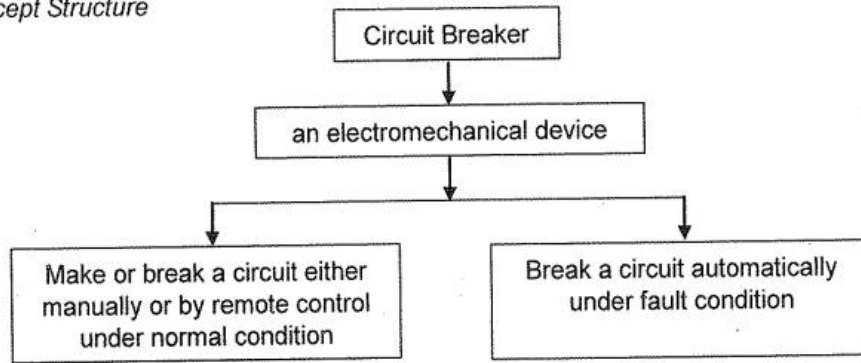 cept Structure
Circuit Breaker
an electromechanical device
Make or break a circuit either
manually or by remote control
under normal condition
Break a circuit automatically
under fault condition